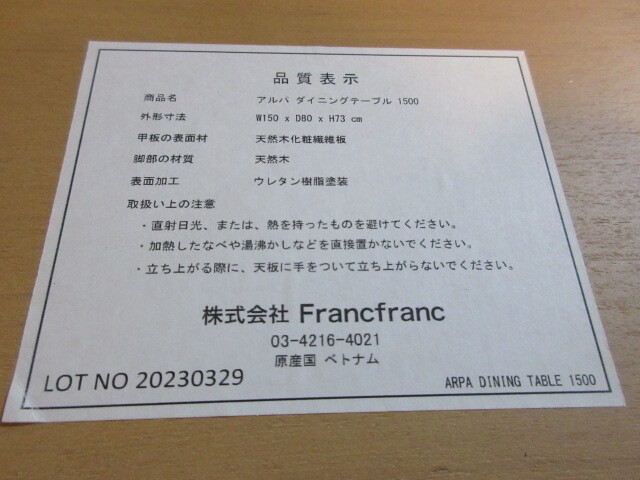 品質表示
商品名 アルパ ダイニングテーブル 1500
外形寸法 W150 x D80 x H73 cm
甲板の表面材 天然木化粧繊維板
脚部の材質 天然木
表面加工 ウレタン樹脂塗装
取扱い上の注意
・直射日光、または、熱を持ったものを避けてください。
・加熱したなべや湯沸かしなどを直接置かないでください。
・立ち上がる際に、天板に手をついて立ち上がらないでください。
株式会社 Francfranc
03-4216-4021
原産国 ベトナム
LOT NO 20230329
ARPA DINING TABLE 1500